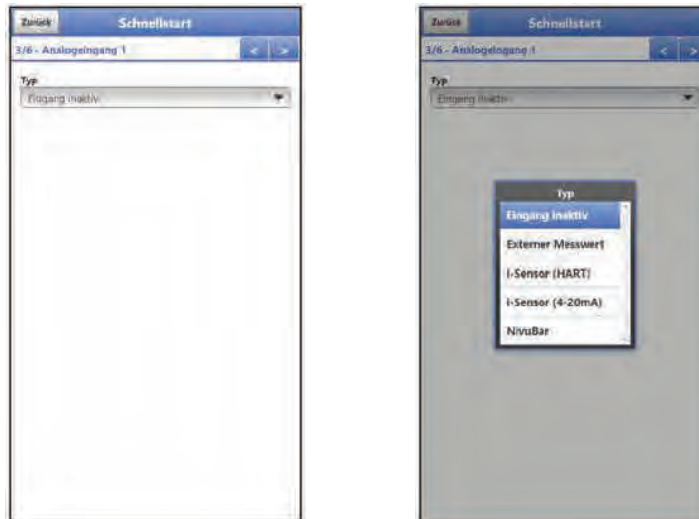 Zurück Schnellstart
3/6 - Analogeingang 1 < >
Typ
Eingang inaktiv
Zurück Schnellstart
3/6 - Analogeingang 1 < >
Typ
Eingang inaktiv
Typ
Eingang inaktiv
Externer Messwert
i-Sensor (HART)
i-Sensor (4-20mA)
NivuBar